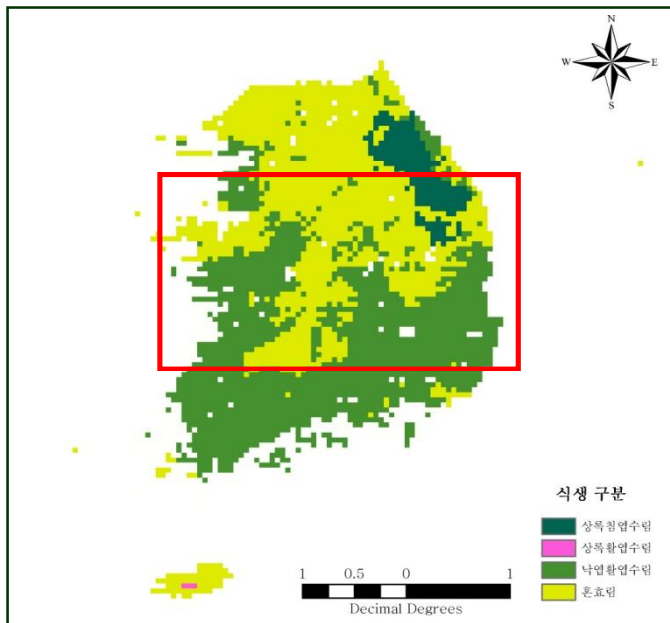 N
W E
S
식생 구분
상록침엽수림
상록활엽수림
낙엽활엽수림
혼효림
1 0.5 0 1
Decimal Degrees